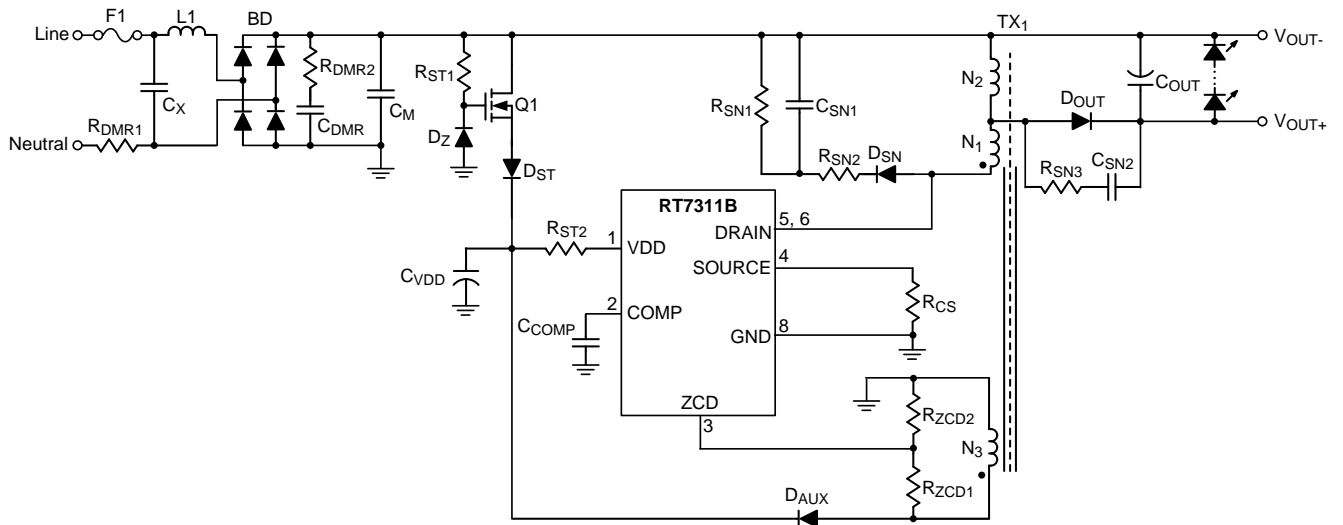 F1
L1
BD
TX1
Line
VOUT-
RDMR2
RST1
N2
COUT
CX
CM
Q1
RSN1
CSN1
DOUT
RDMR1
CDMR
DZ
VOUT+
Neutral
N1
RSN2
DSN
DST
RSN3
CSN2
RT7311B
5, 6
DRAIN
RST2
1
VDD
4
SOURCE
CVDD
2
COMP
RCS
CCOMP
8
GND
ZCD
3
RZCD2
N3
RZCD1
DAUX